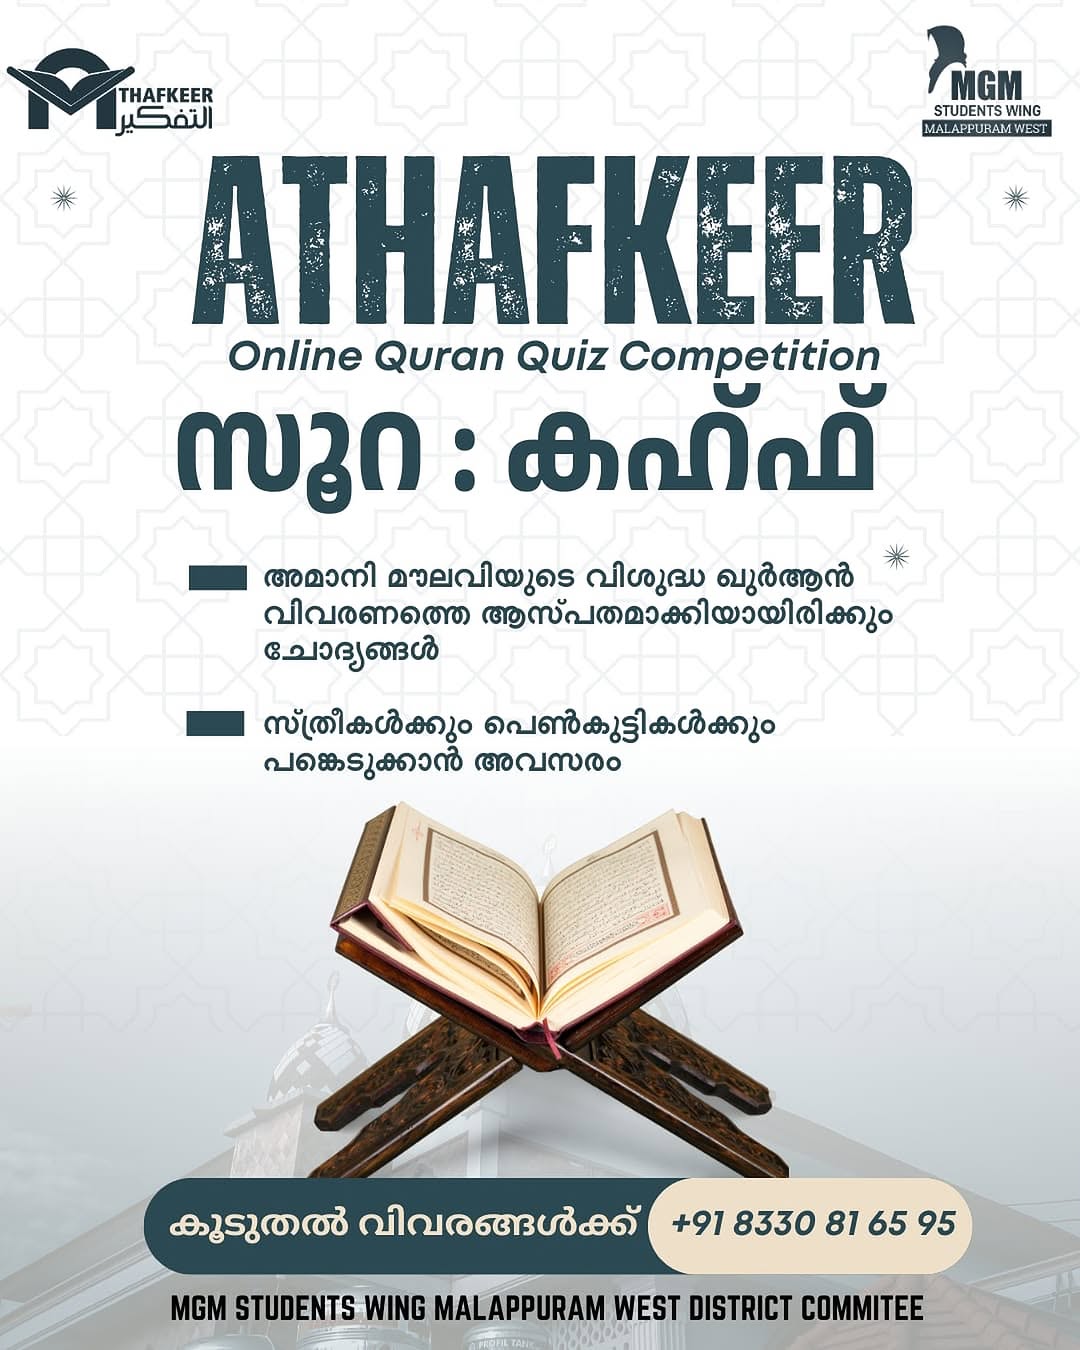 THAFKEER
التفكير
MGM
STUDENTS WING
MALAPPURAM WEST
ATHAFKEER
Online Quran Quiz Competition
സൂറ : കഹ്ഫ്
അമാനി മൗലവിയുടെ വിശുദ്ധ ഖുർആൻ
വിവരണത്തെ ആസ്പതമാക്കിയായിരിക്കും
ചോദ്യങ്ങൾ
സ്ത്രീകൾക്കും പെൺകുട്ടികൾക്കും
പങ്കെടുക്കാൻ അവസരം
കൂടുതൽ വിവരങ്ങൾക്ക് +91 8330 81 65 95
MGM STUDENTS WING MALAPPURAM WEST DISTRICT COMMITEE
PROFIL TANK